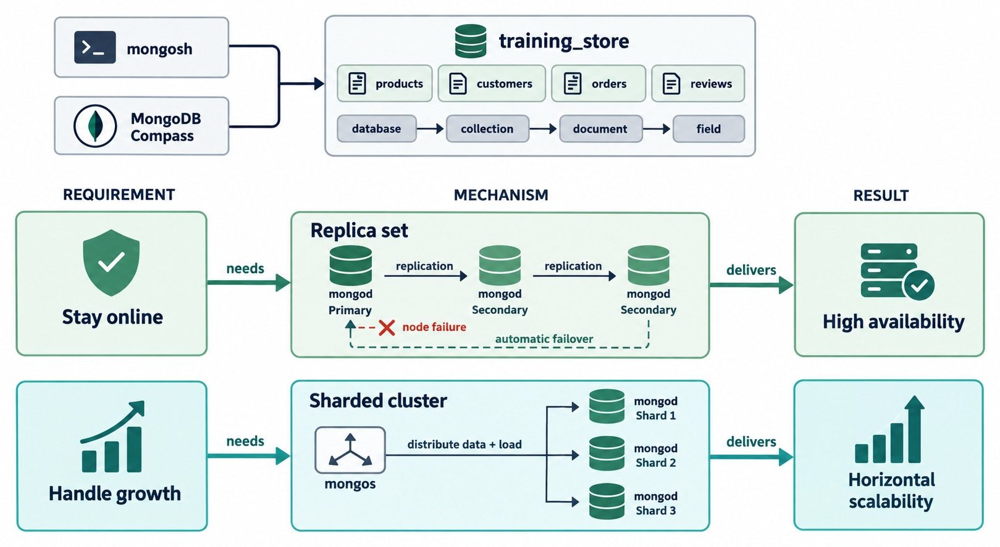 mongosh
MongoDB
Compass
training_store
products
customers
orders
reviews
database
collection
document
field
REQUIREMENT
MECHANISM
RESULT
Stay online
needs
Replica set
replication
replication
mongod
Primary
mongod
Secondary
mongod
Secondary
node failure
automatic failover
delivers
High availability
Handle growth
needs
Sharded cluster
mongos
distribute data + load
mongod
Shard 1
mongod
Shard 2
mongod
Shard 3
delivers
Horizontal
scalability